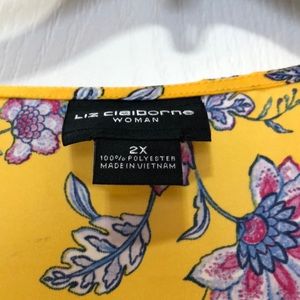 Liz claiborne
WOMAN
2X
100% POLYESTER
MADE IN VIETNAM